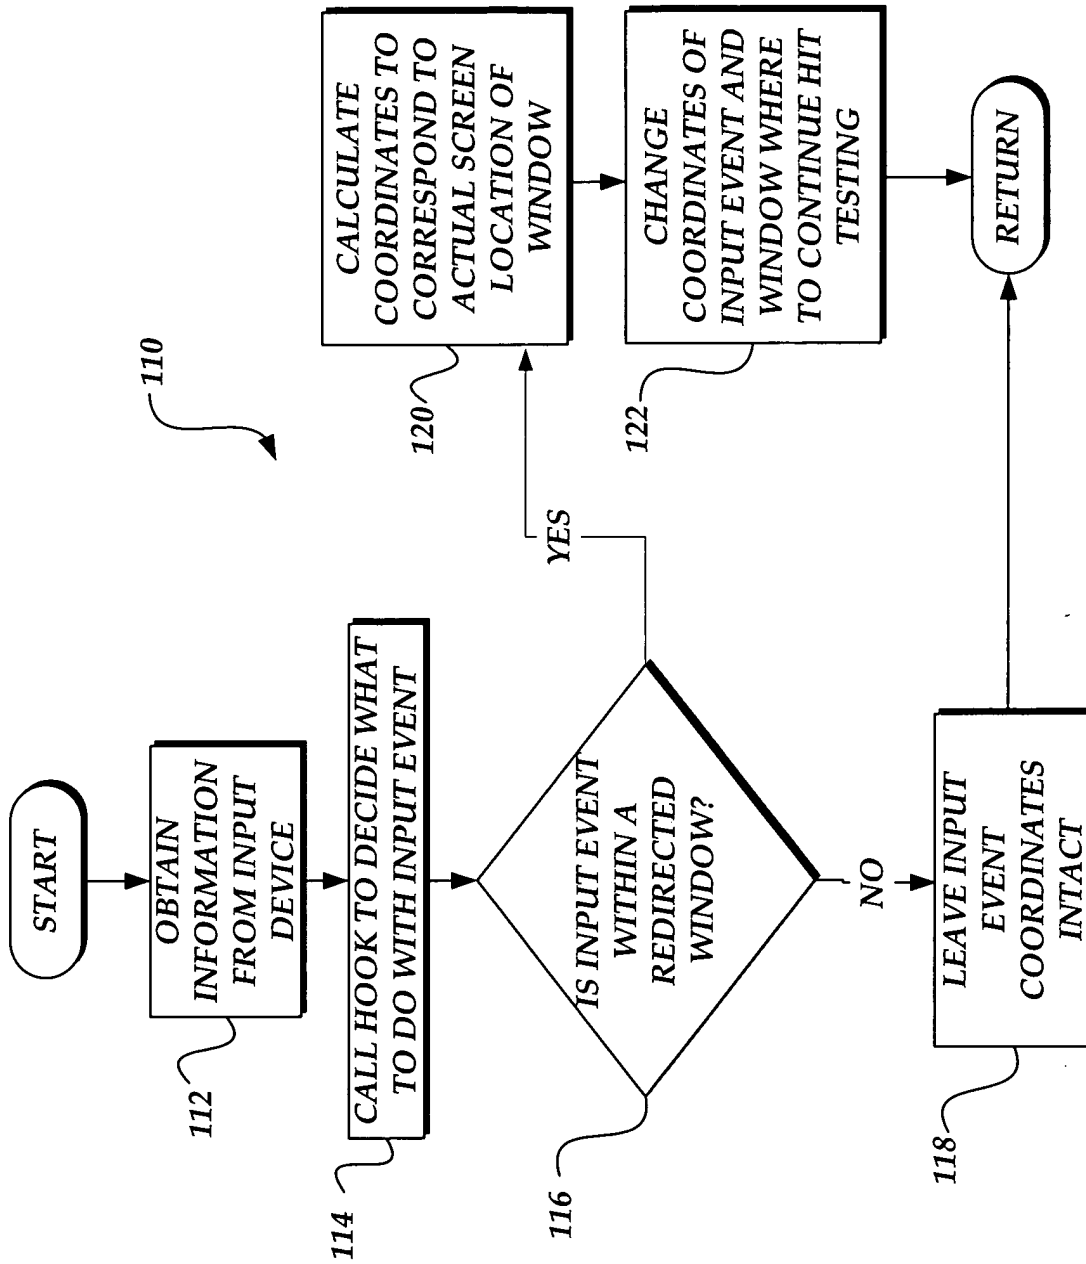 START
OBTAIN
INFORMATION
FROM INPUT
DEVICE
112
CALL HOOK TO DECIDE WHAT
TO DO WITH INPUT EVENT
114
IS INPUT EVENT
WITHIN A
REDIRECTED
WINDOW?
116
NO
LEAVE INPUT
EVENT
COORDINATES
INTACT
118
YES
110
CALCULATE
COORDINATES TO
CORRESPOND TO
ACTUAL SCREEN
LOCATION OF
WINDOW
120
CHANGE
COORDINATES OF
INPUT EVENT AND
WINDOW WHERE
TO CONTINUE HIT
TESTING
122
RETURN